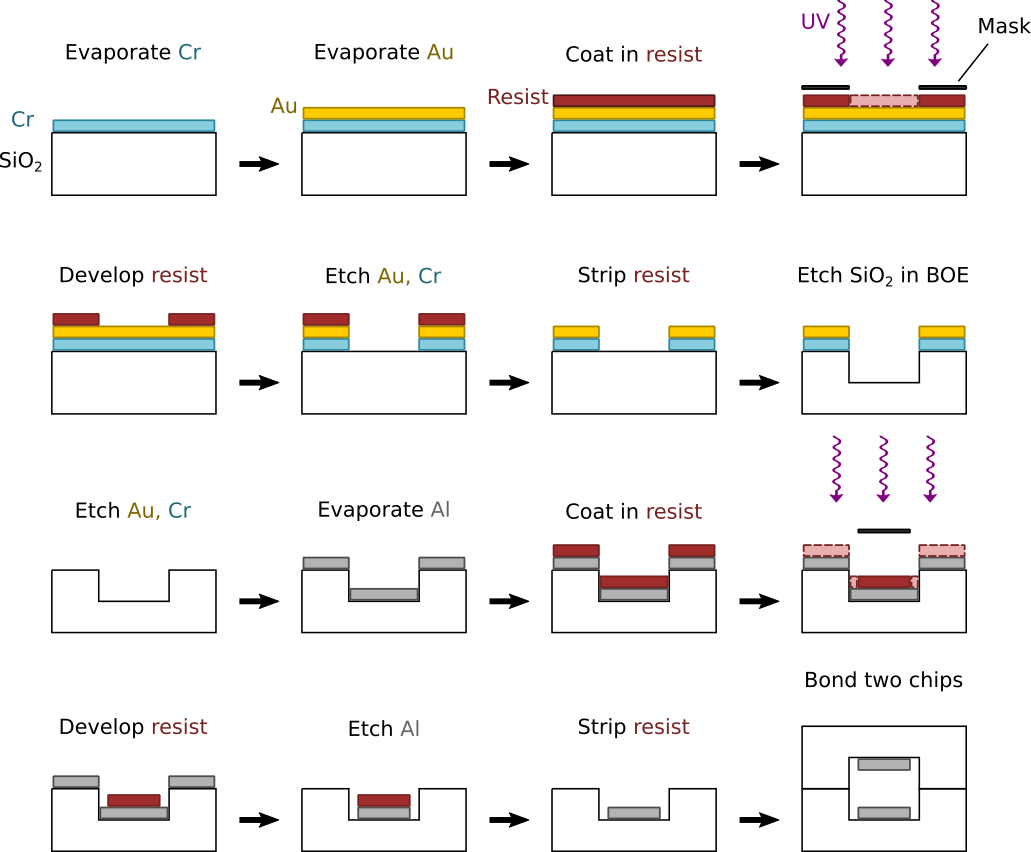 Evaporate Cr
Evaporate Au
Coat in resist
UV
Mask
Cr
SiO₂
Au
Resist
Develop resist
Etch Au, Cr
Strip resist
Etch SiO₂ in BOE
Etch Au, Cr
Evaporate Al
Coat in resist
Develop resist
Etch Al
Strip resist
Bond two chips